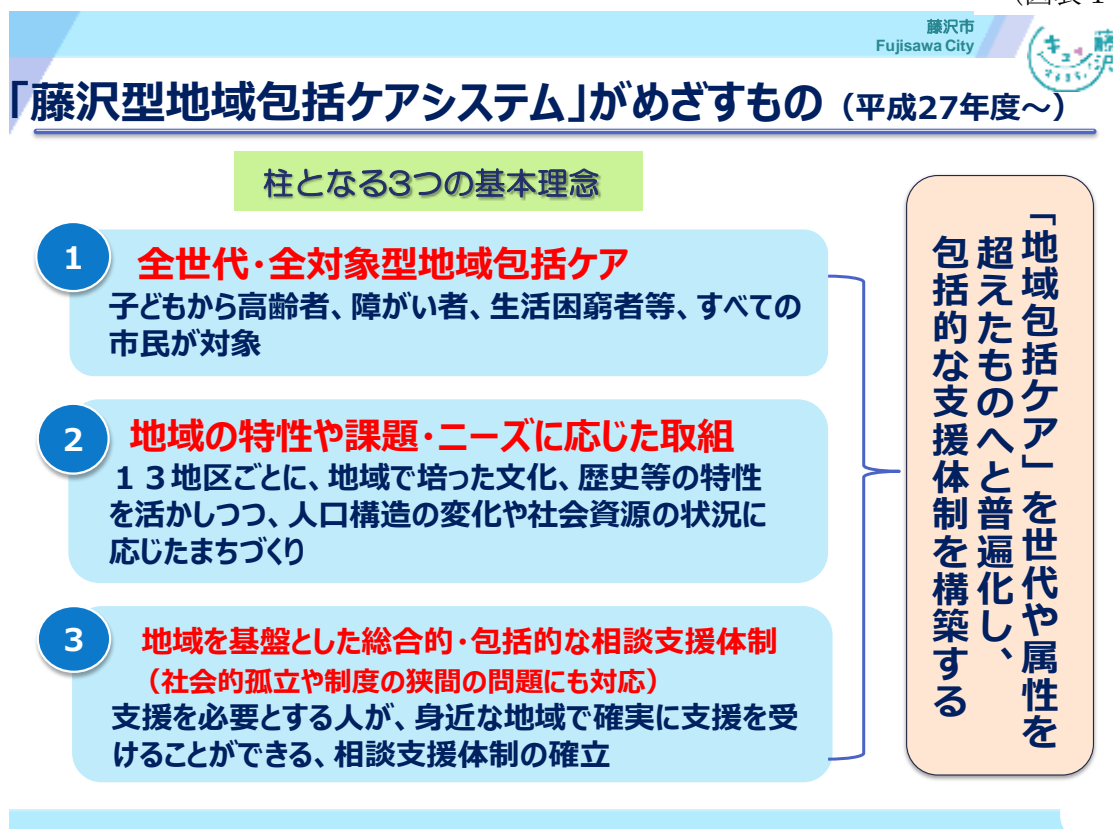 （図表１
藤沢市
Fujisawa City
キュンとするまち。
藤沢
「藤沢型地域包括ケアシステム」がめざすもの（平成27年度～）
柱となる3つの基本理念
1
全世代・全対象型地域包括ケア
子どもから高齢者、障がい者、生活困窮者等、すべての
市民が対象
2
地域の特性や課題・ニーズに応じた取組
１３地区ごとに、地域で培った文化、歴史等の特性
を活かしつつ、人口構造の変化や社会資源の状況に
応じたまちづくり
3
地域を基盤とした総合的・包括的な相談支援体制
（社会的孤立や制度の狭間の問題にも対応）
支援を必要とする人が、身近な地域で確実に支援を受
けることができる、相談支援体制の確立
「地域包括ケア」を世代や属性を
超えたものへと普遍化し、
包括的な支援体制を構築する